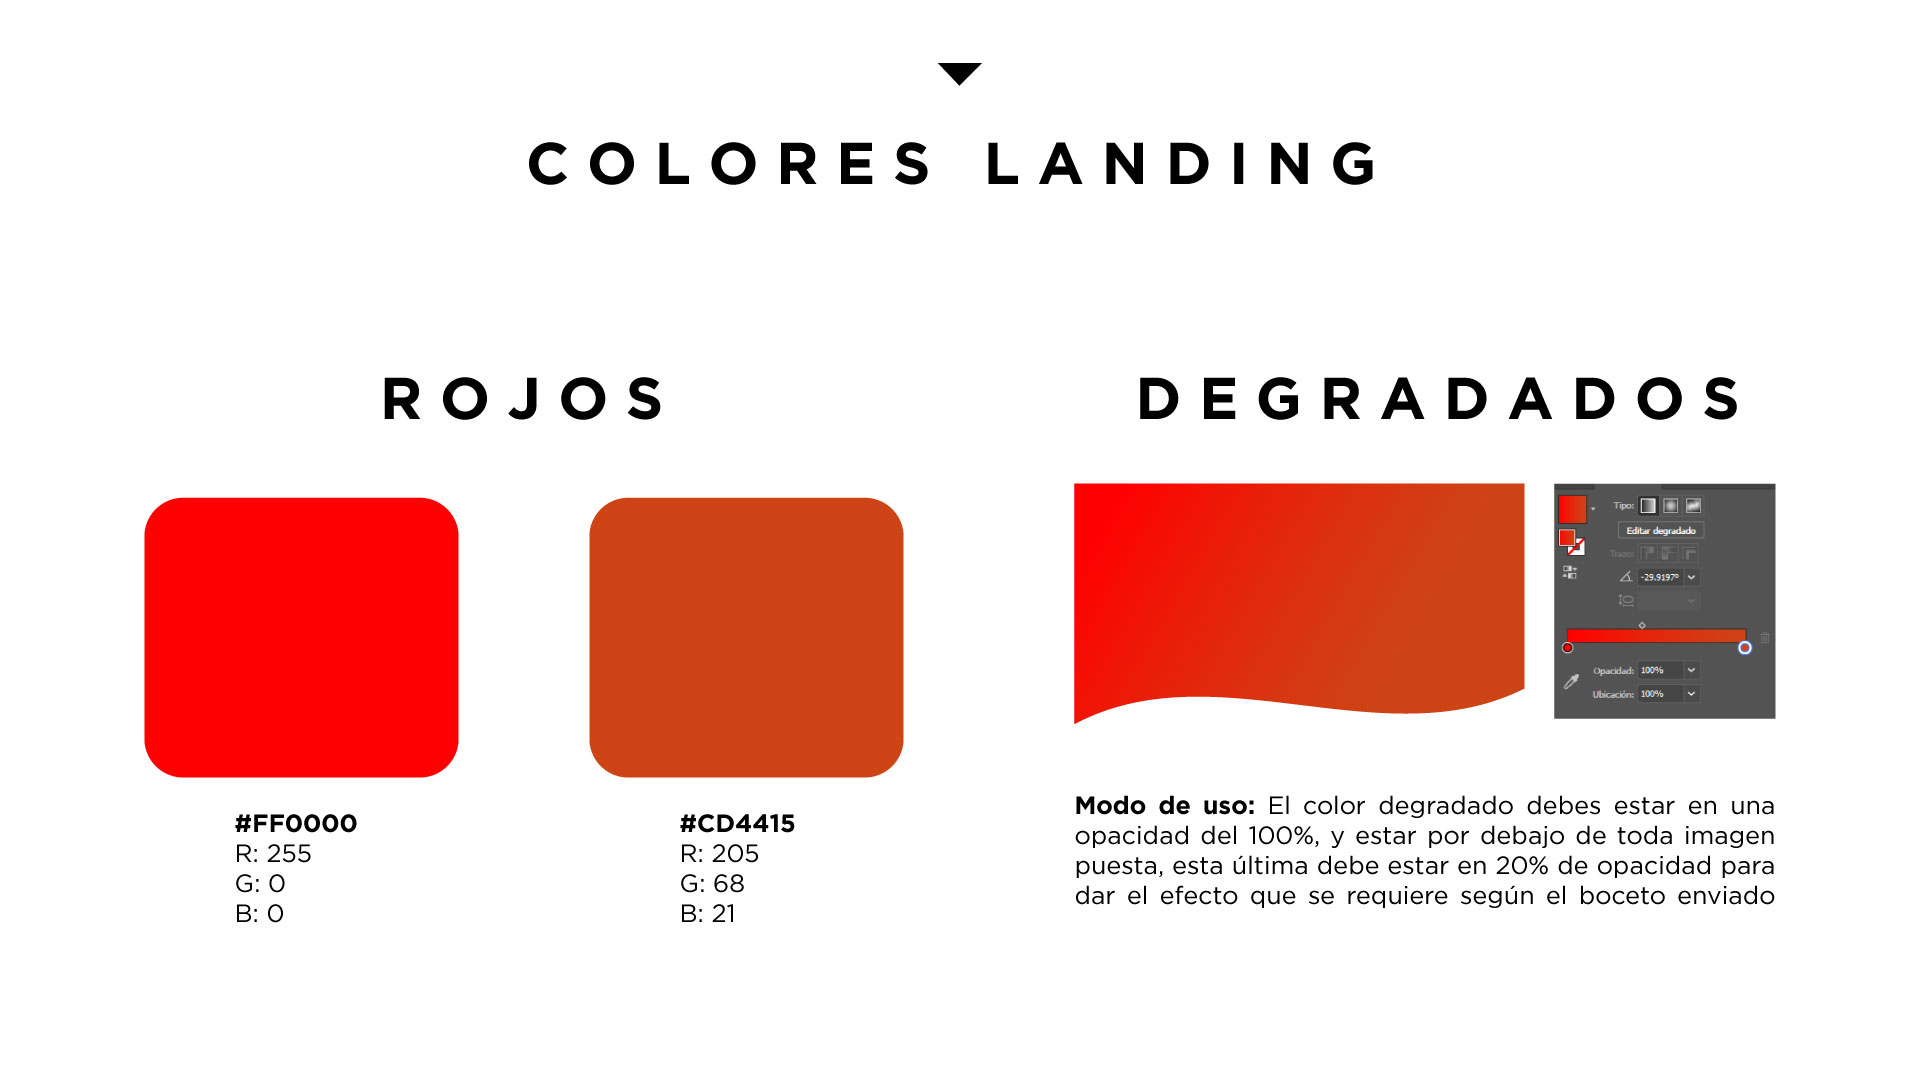 COLORES LANDING
ROJOS
#FF0000
R: 255
G: 0
B: 0
#CD4415
R: 205
G: 68
B: 21
DEGRADADOS
Tipo:
Editar degradado
Trazo:
-29.9197°
Opacidad: 100%
Ubicación: 100%
Modo de uso: El color degradado debes estar en una
opacidad del 100%, y estar por debajo de toda imagen
puesta, esta última debe estar en 20% de opacidad para
dar el efecto que se requiere según el boceto enviado